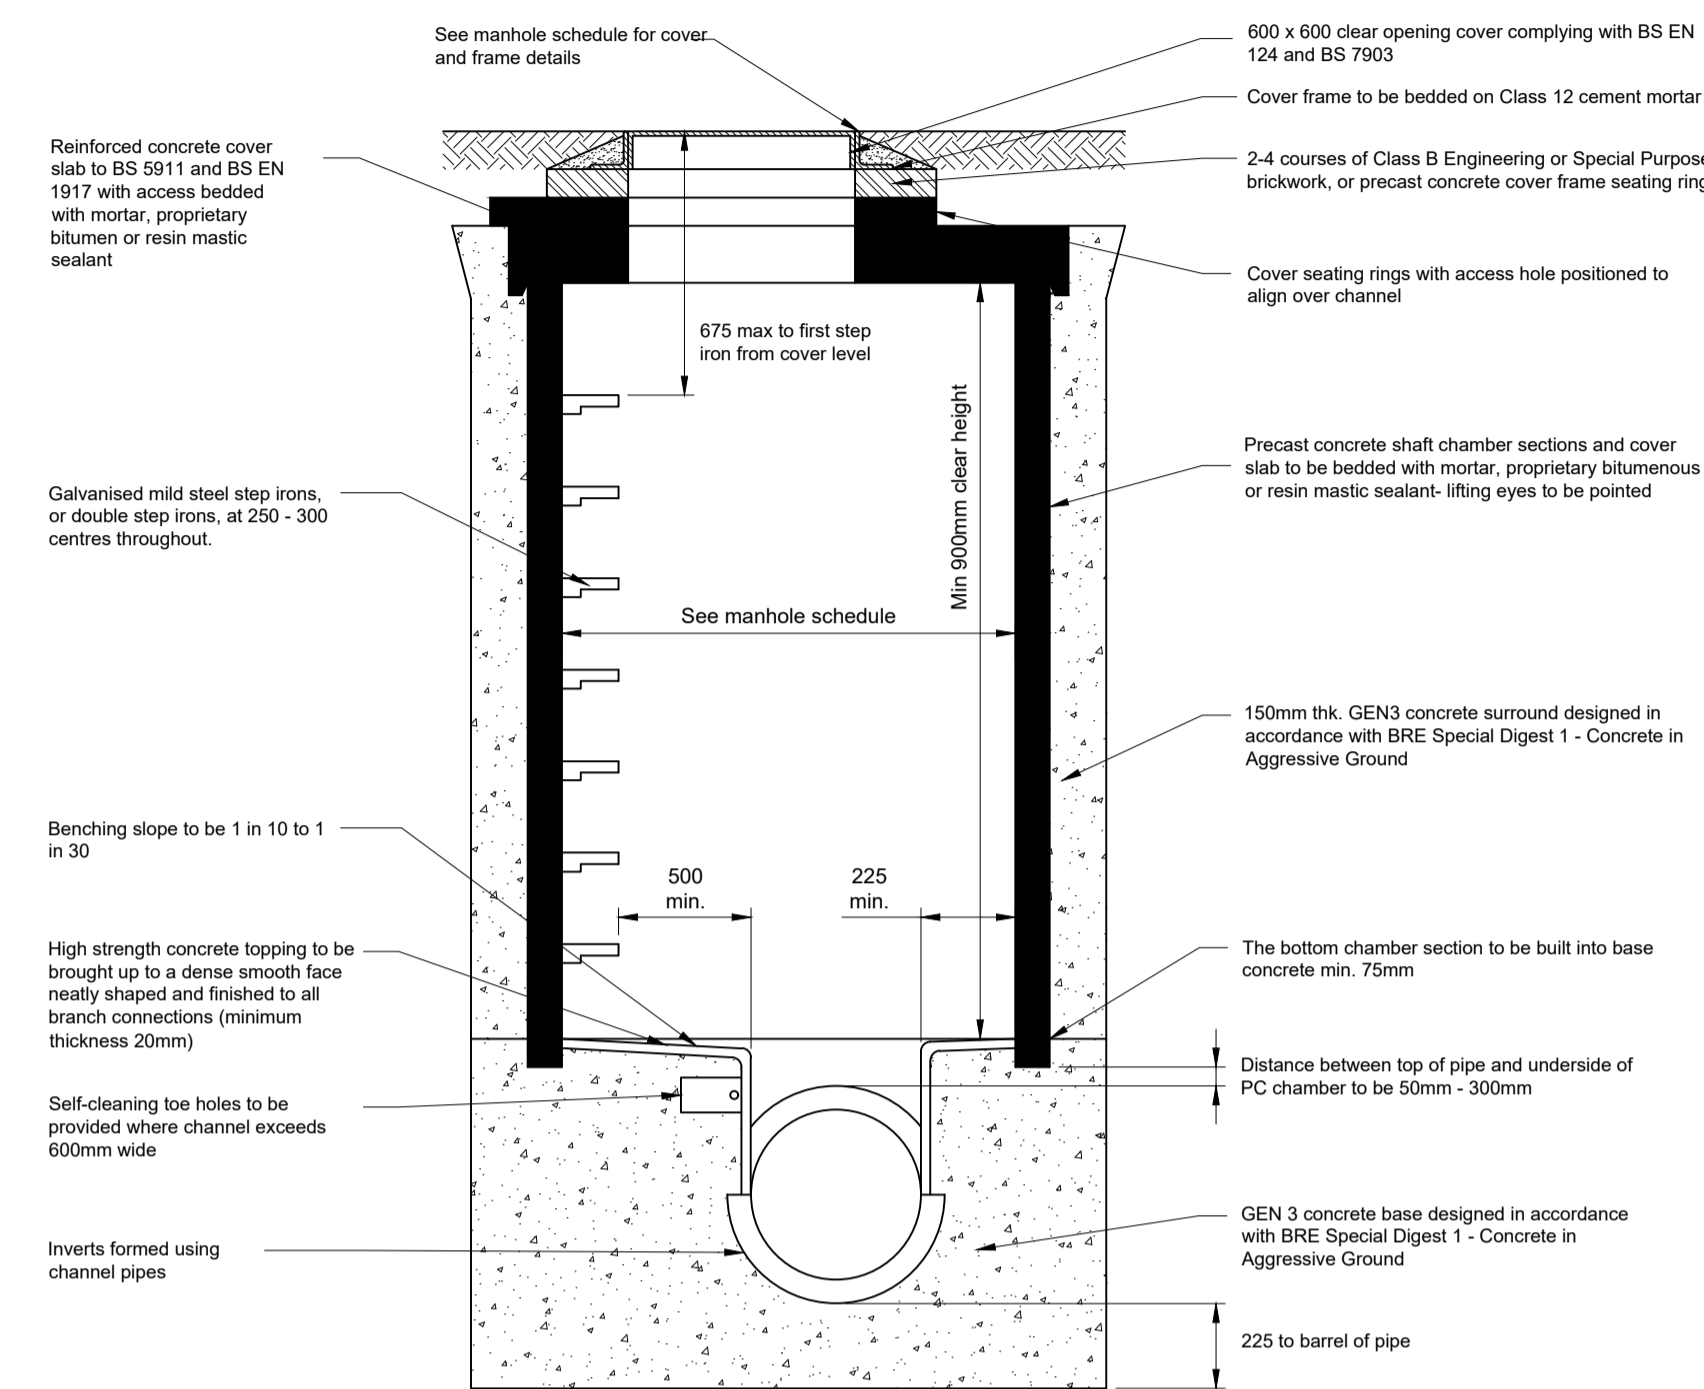 See manhole schedule for cover
and frame details
600 x 600 clear opening cover complying with BS EN
124 and BS 7903
Cover frame to be bedded on Class 12 cement mortar
2-4 courses of Class B Engineering or Special Purpose
brickwork, or precast concrete cover frame seating ring
Reinforced concrete cover
slab to BS 5911 and BS EN
1917 with access bedded
with mortar, proprietary
bitumen or resin mastic
sealant
Cover seating rings with access hole positioned to
align over channel
675 max to first step
iron from cover level
Min 900mm clear height
Precast concrete shaft chamber sections and cover
slab to be bedded with mortar, proprietary bitumenous
or resin mastic sealant- lifting eyes to be pointed
Galvanised mild steel step irons,
or double step irons, at 250 - 300
centres throughout.
See manhole schedule
150mm thk. GEN3 concrete surround designed in
accordance with BRE Special Digest 1 - Concrete in
Aggressive Ground
Benching slope to be 1 in 10 to 1
in 30
500
min.
225
min.
High strength concrete topping to be
brought up to a dense smooth face
neatly shaped and finished to all
branch connections (minimum
thickness 20mm)
The bottom chamber section to be built into base
concrete min. 75mm
Distance between top of pipe and underside of
PC chamber to be 50mm - 300mm
Self-cleaning toe holes to be
provided where channel exceeds
600mm wide
GEN 3 concrete base designed in accordance
with BRE Special Digest 1 - Concrete in
Aggressive Ground
Inverts formed using
channel pipes
225 to barrel of pipe